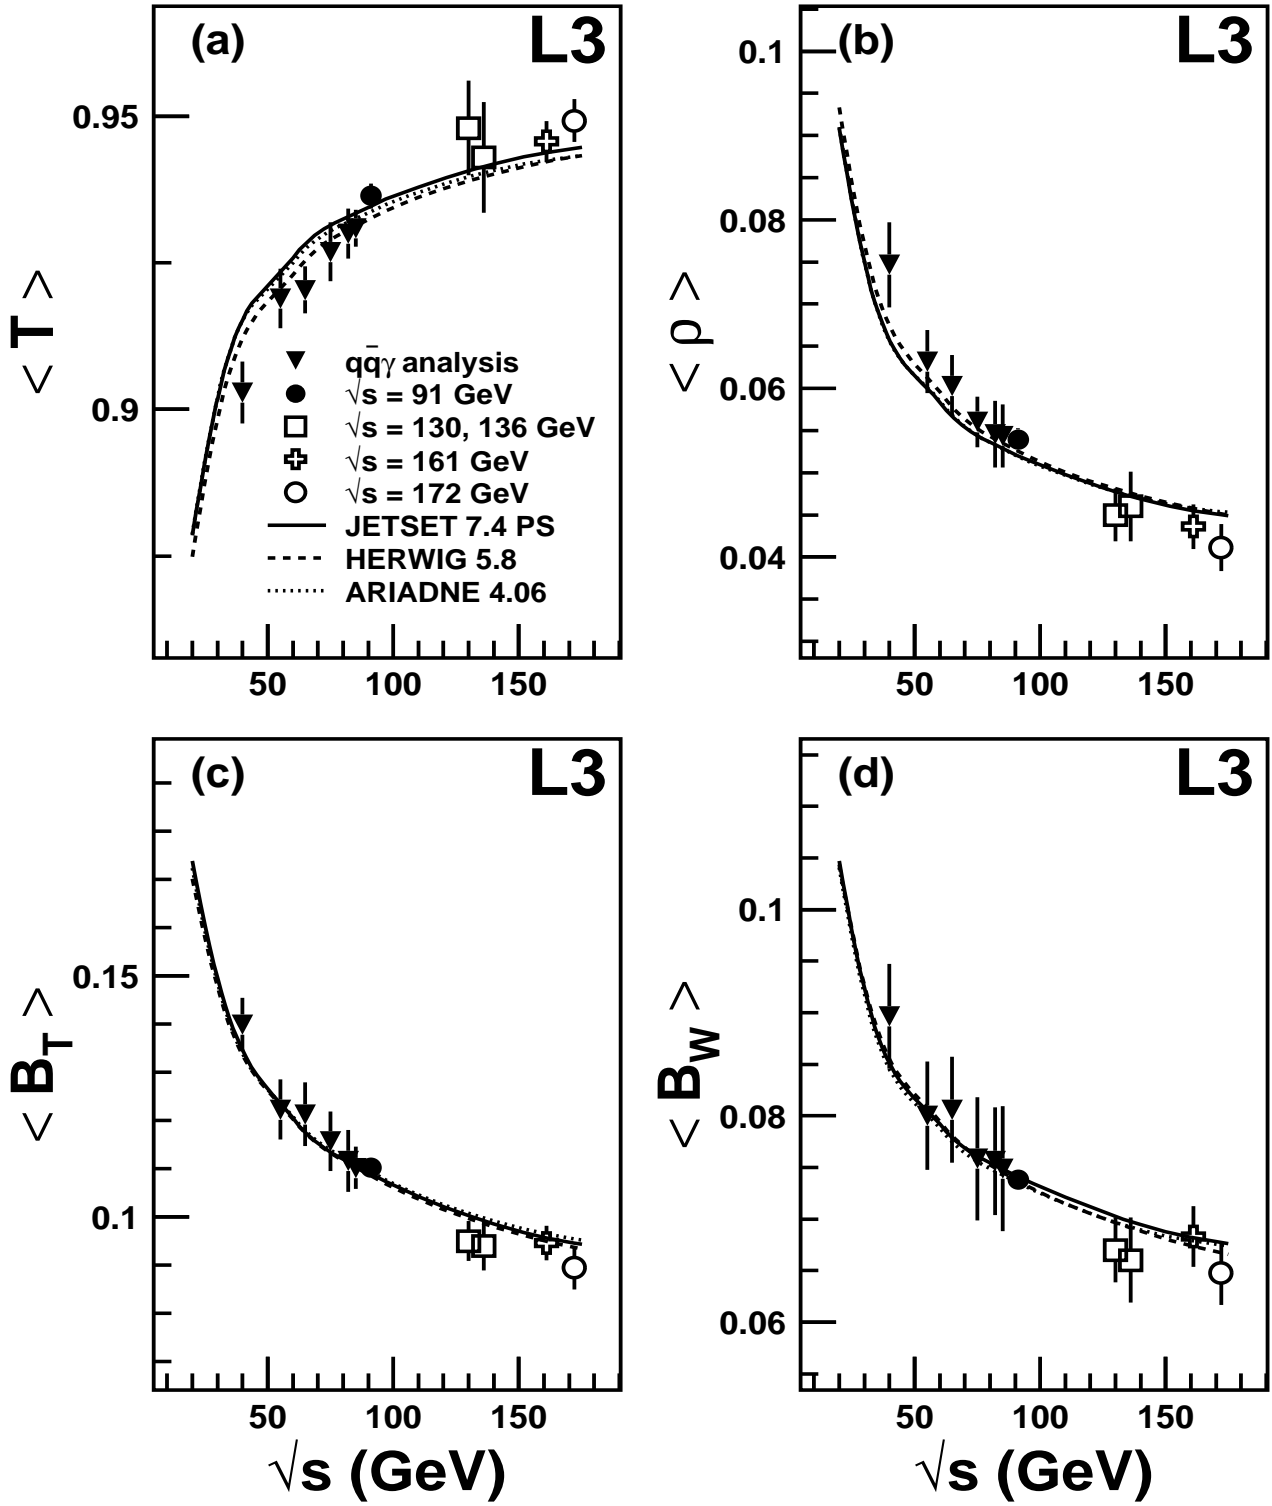 (a) L3
0.95
0.9
< T >
qq̄γ analysis
√s = 91 GeV
√s = 130, 136 GeV
√s = 161 GeV
√s = 172 GeV
JETSET 7.4 PS
HERWIG 5.8
ARIADNE 4.06
50 100 150
(b) L3
0.1
0.08
0.06
0.04
< ρ >
50 100 150
(c) L3
0.15
0.1
< B_T >
50 100 150
√s (GeV)
(d) L3
0.1
0.08
0.06
< B_W >
50 100 150
√s (GeV)